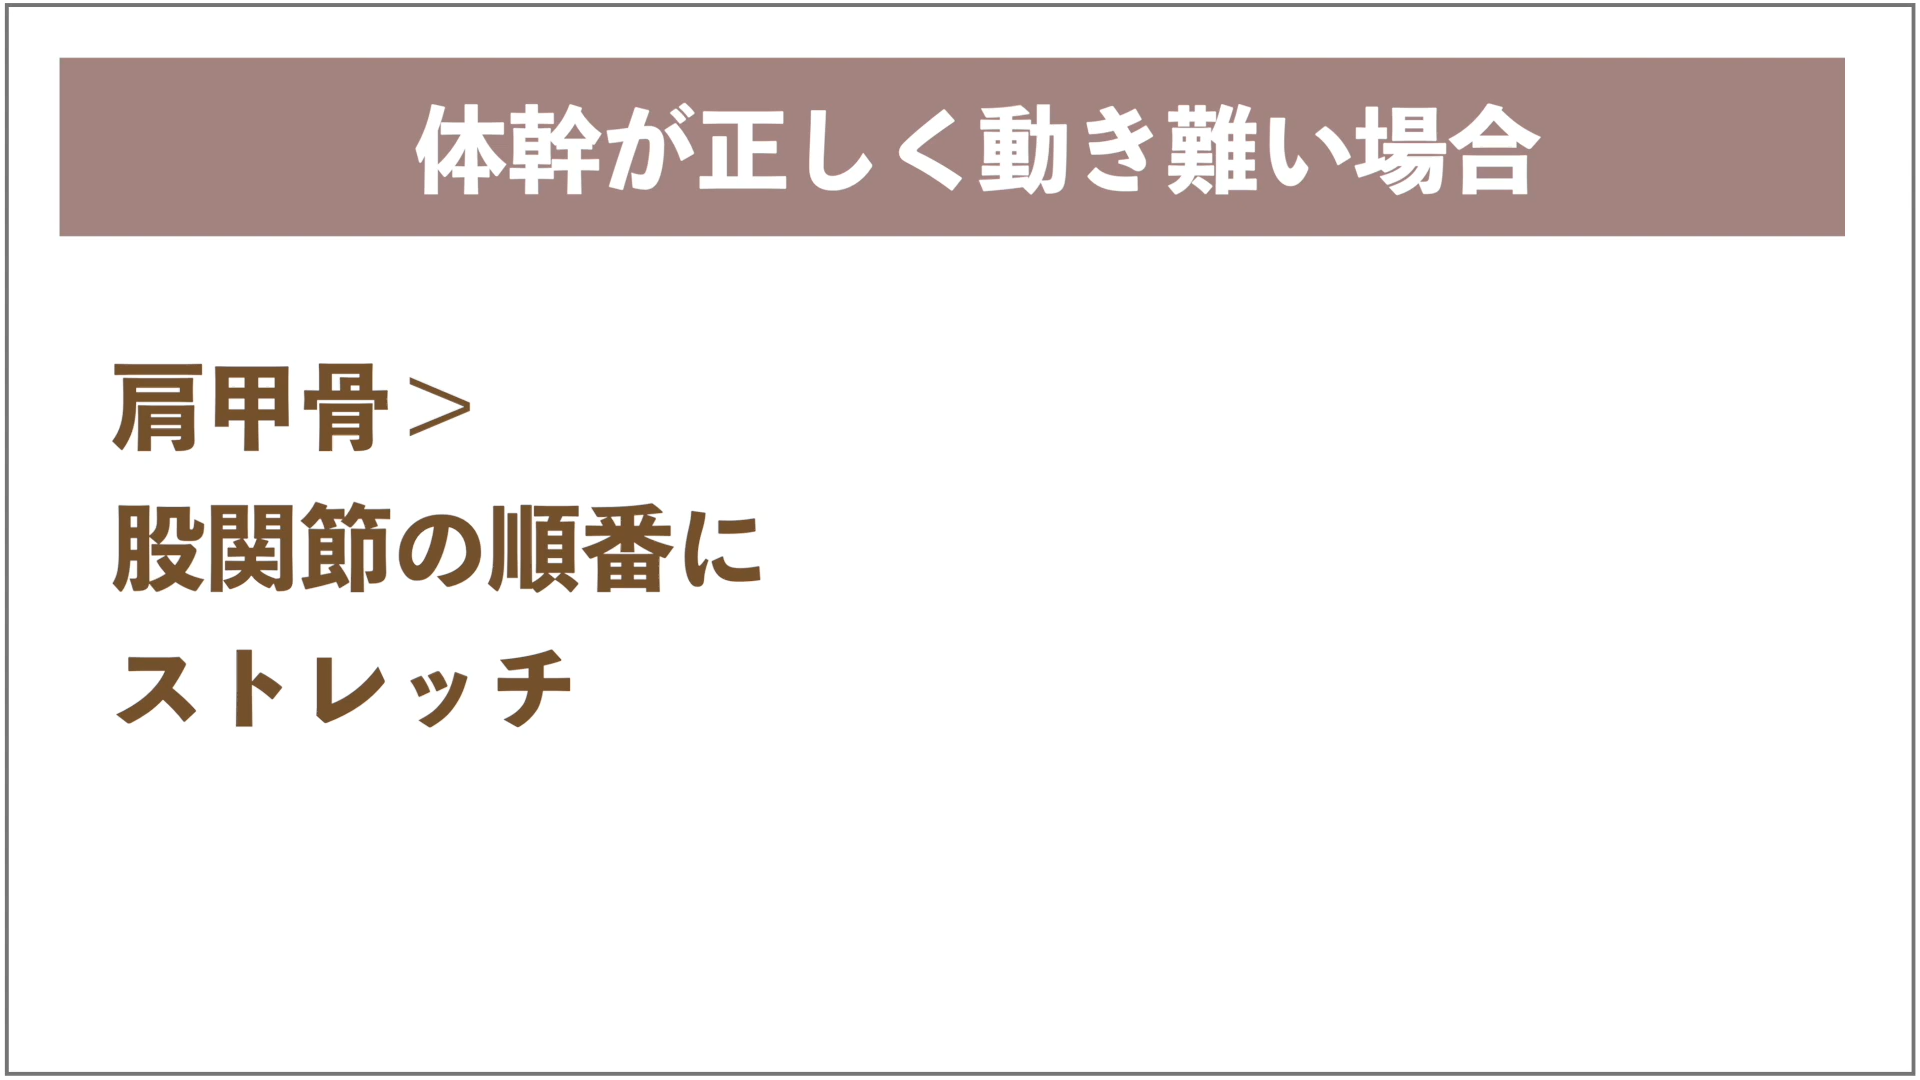 体幹が正しく動き難い場合
肩甲骨＞
股関節の順番に
ストレッチ